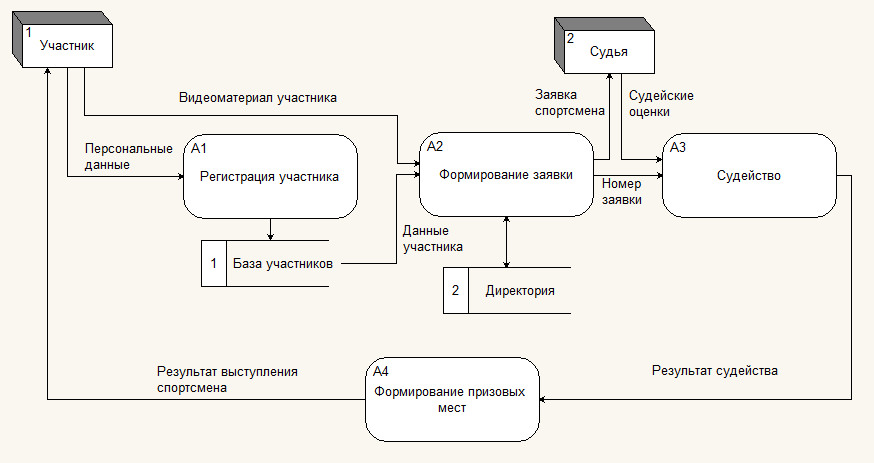 1
Участник
2
Судья
Видеоматериал участника
Заявка
спортсмена
Судейские
оценки
Персональные
данные
A1
Регистрация участника
A2
Формирование заявки
A3
Судейство
Номер
заявки
Данные
участника
1 База участников
2 Директория
Результат выступления
спортсмена
A4
Формирование призовых
мест
Результат судейства